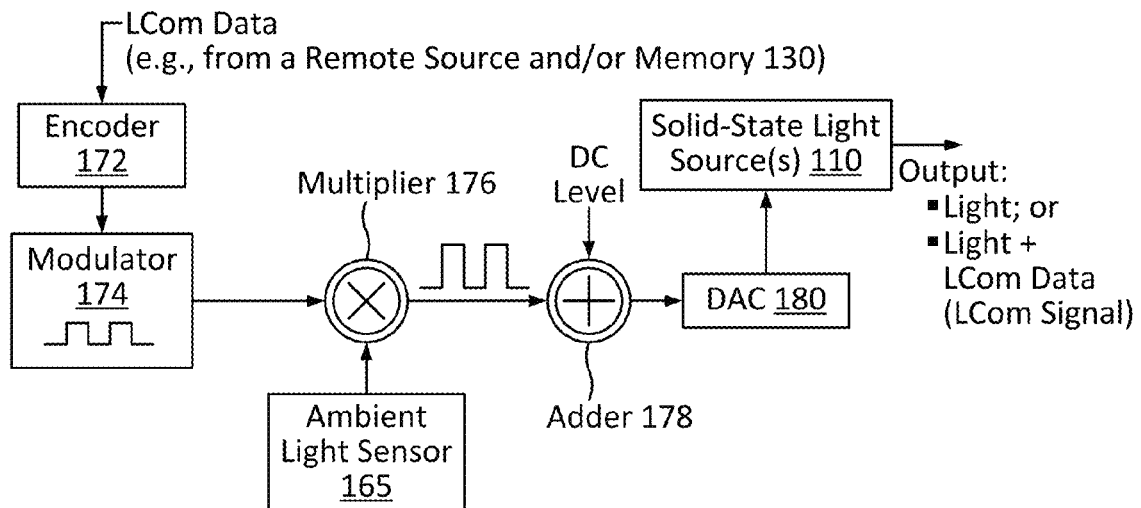 LCom Data
(e.g., from a Remote Source and/or Memory 130)
Encoder
172
Modulator
174
Multiplier 176
Ambient
Light Sensor
165
DC
Level
Adder 178
DAC 180
Solid-State Light
Source(s) 110
Output:
▪Light; or
▪Light +
LCom Data
(LCom Signal)